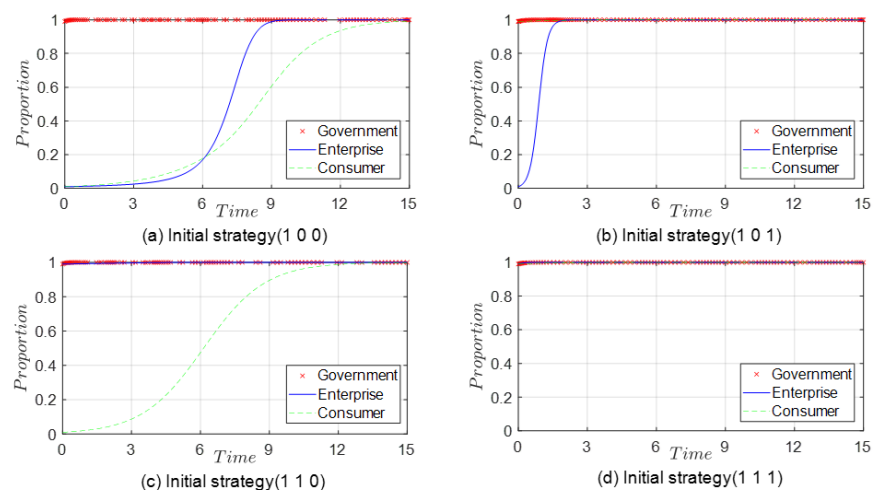 1
0.8
0.6
0.4
0.2
0
Proportion
Government
Enterprise
Consumer
0 3 6 9 12 15
Time
(a) Initial strategy(1 0 0)
1
0.8
0.6
0.4
0.2
0
Proportion
Government
Enterprise
Consumer
0 3 6 9 12 15
Time
(b) Initial strategy(1 0 1)
1
0.8
0.6
0.4
0.2
0
Proportion
Government
Enterprise
Consumer
0 3 6 9 12 15
Time
(c) Initial strategy(1 1 0)
1
0.8
0.6
0.4
0.2
0
Proportion
Government
Enterprise
Consumer
0 3 6 9 12 15
Time
(d) Initial strategy(1 1 1)